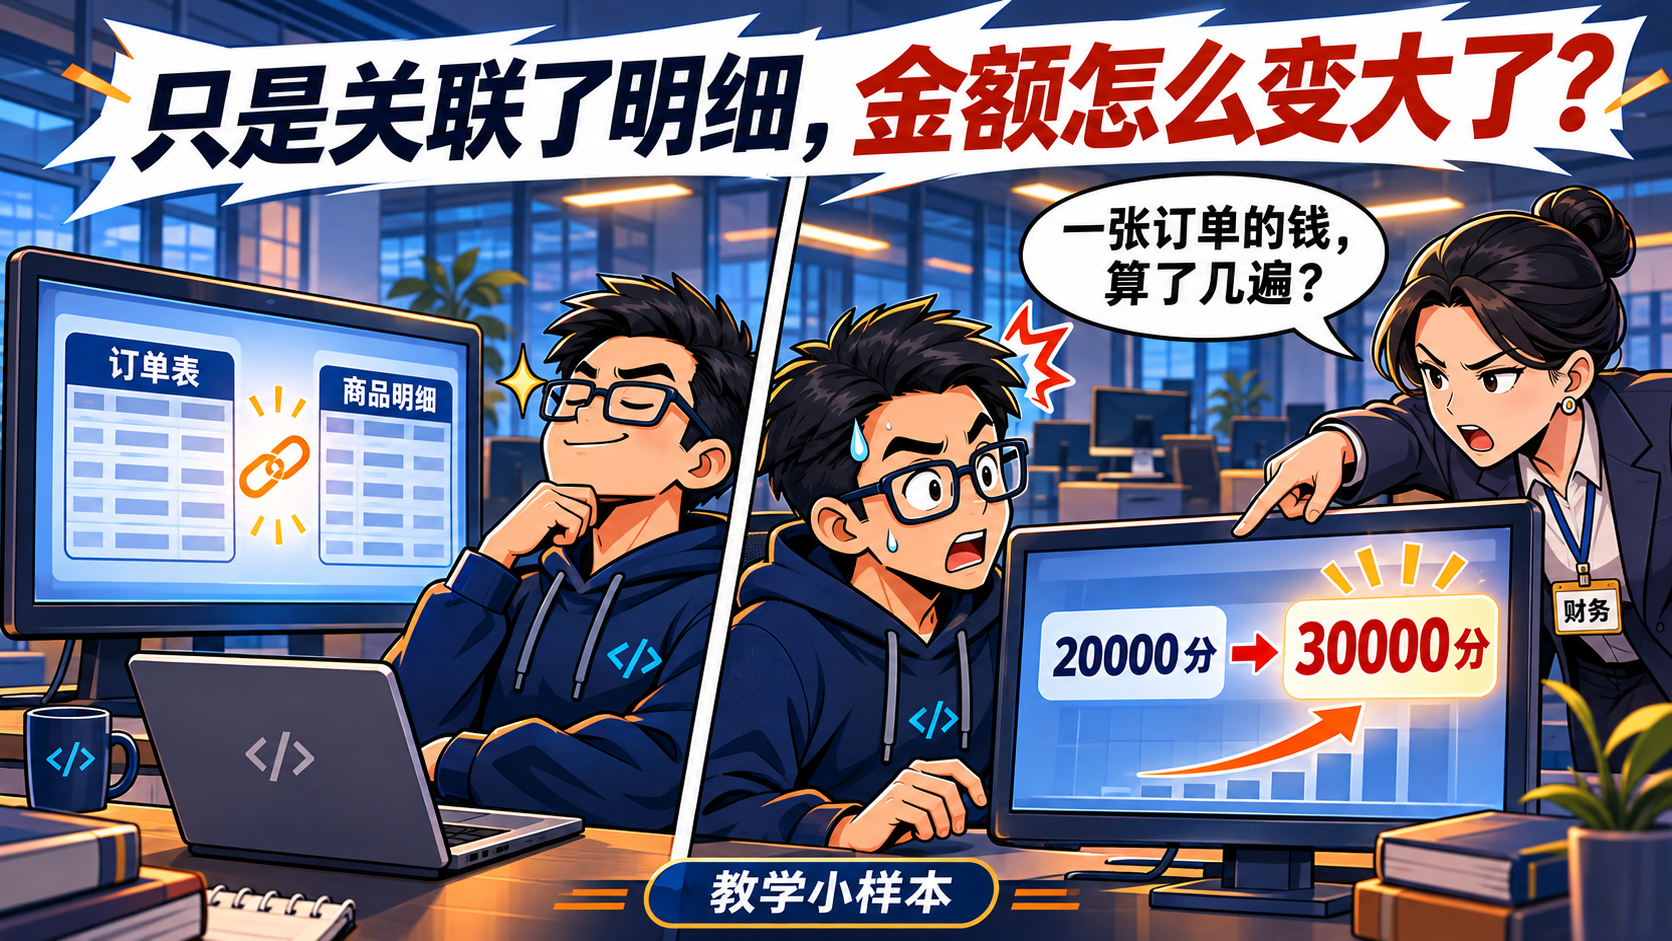 只是关联了明细，金额怎么变大了？
一张订单的钱，
算了几遍？
订单表
商品明细
</>
</>
</>
</>
20000分
30000分
财务
教学小样本